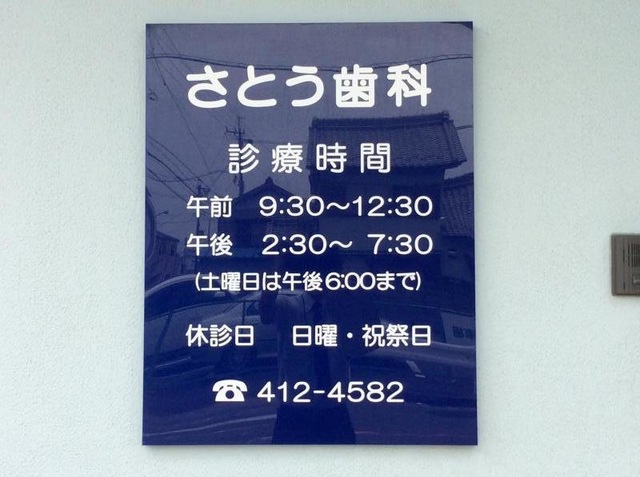 さとう歯科
診療時間
午前 9:30～12:30
午後 2:30～ 7:30
(土曜日は午後6:00まで)
休診日 日曜・祝祭日
☎ 412-4582